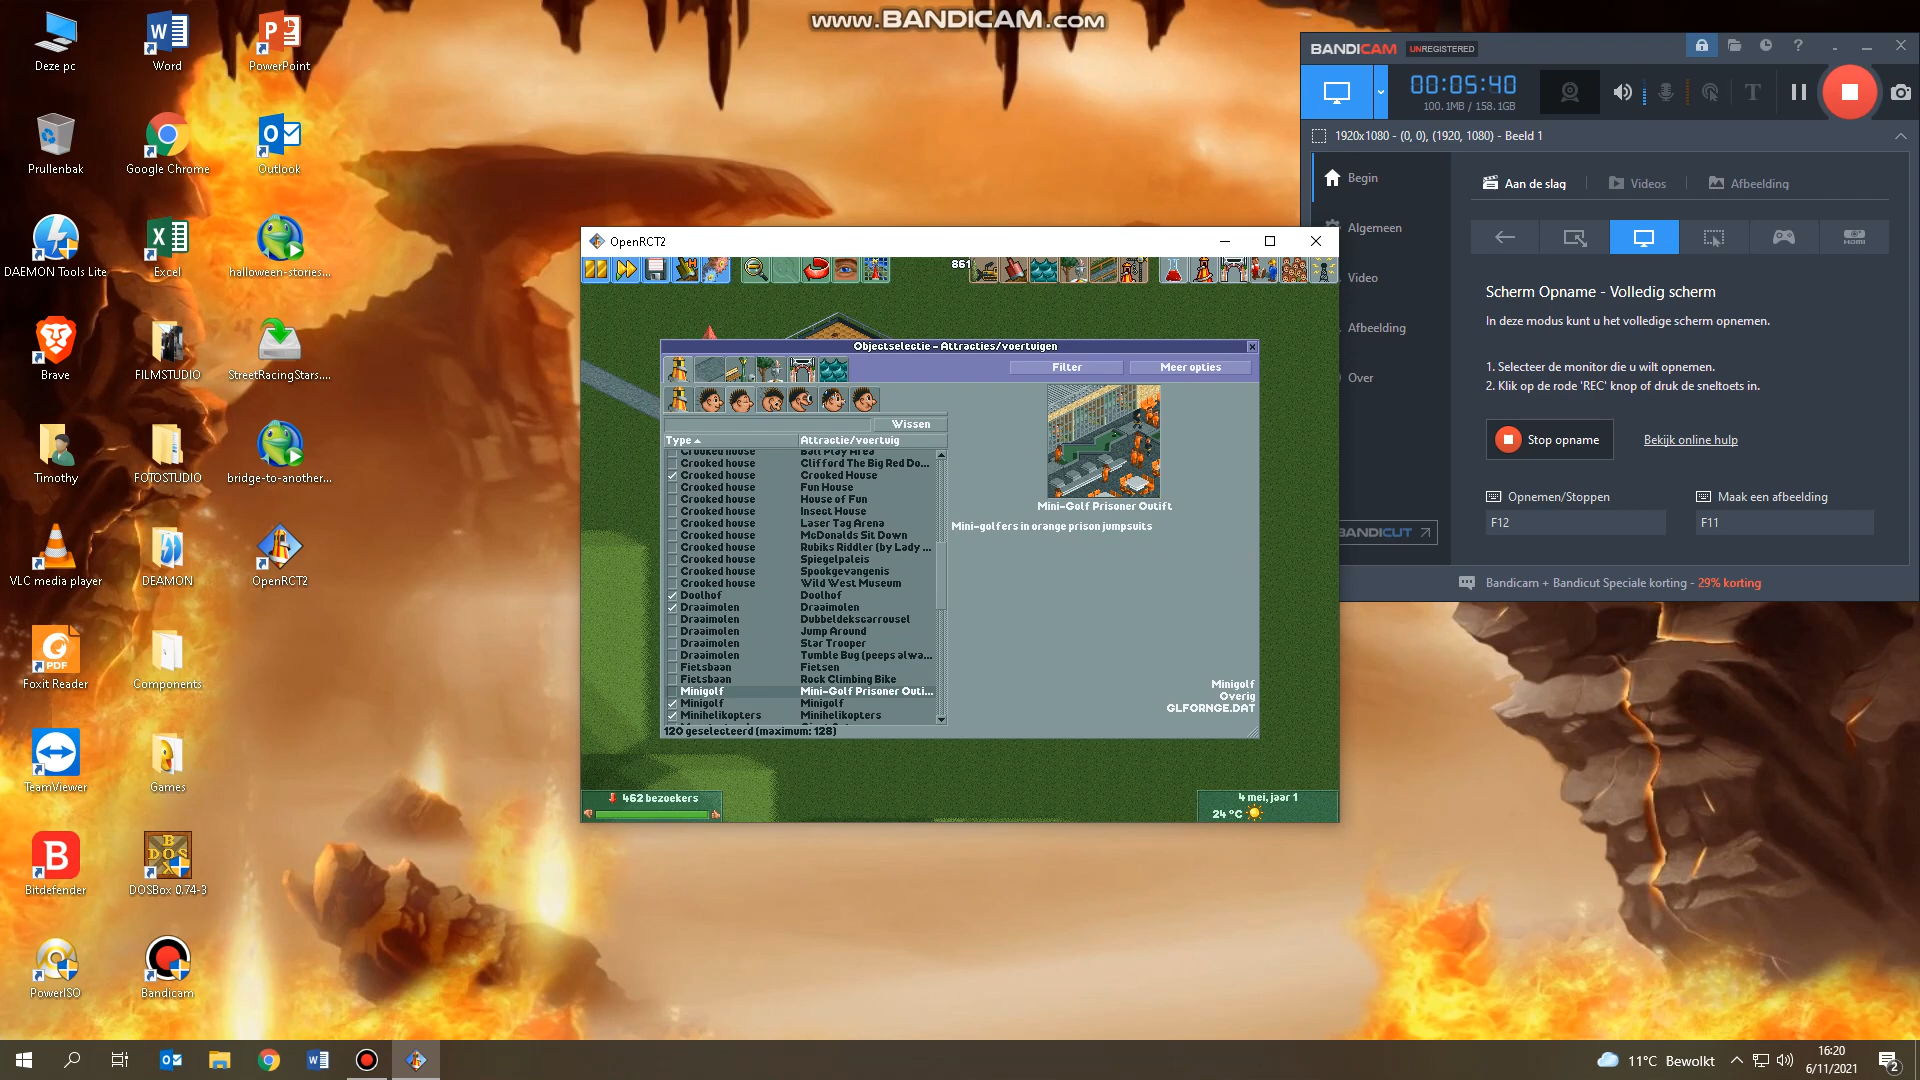 www.BANDICAM.com
Deze pc
Word
PowerPoint
Prullenbak
Google Chrome
Outlook
DAEMON Tools Lite
Excel
halloween-stories...
Brave
FILMSTUDIO
StreetRacingStars....
Timothy
FOTOSTUDIO
bridge-to-another...
VLC media player
DEAMON
OpenRCT2
Foxit Reader
Components
TeamViewer
Games
Bitdefender
DOSBox 0.74-3
PowerISO
Bandicam
BANDICAM UNREGISTERED
00:05:40
100.1MB / 158.1GB
1920x1080 - (0, 0), (1920, 1080) - Beeld 1
Begin
Algemeen
Video
Afbeelding
Over
BANDICUT
Aan de slag
Videos
Afbeelding
Scherm Opname - Volledig scherm
In deze modus kunt u het volledige scherm opnemen.
1. Selecteer de monitor die u wilt opnemen.
2. Klik op de rode 'REC' knop of druk de sneltoets in.
Stop opname
Bekijk online hulp
Opnemen/Stoppen
Maak een afbeelding
F12
F11
Bandicam + Bandicut Speciale korting - 29% korting
OpenRCT2
861
Objectselectie - Attracties/voertuigen
Filter
Meer opties
Wissen
Type
Attractie/voertuig
Crooked house Ball Play Area
Crooked house Clifford The Big Red Do...
Crooked house Crooked House
Crooked house Fun House
Crooked house House of Fun
Crooked house Insect House
Crooked house Laser Tag Arena
Crooked house McDonalds Sit Down
Crooked house Rubiks Riddler (by Lady ...
Crooked house Spiegelpaleis
Crooked house Spookgevangenis
Crooked house Wild West Museum
Doolhof Doolhof
Draaimolen Draaimolen
Draaimolen Dubbeldekscarrousel
Draaimolen Jump Around
Draaimolen Star Trooper
Draaimolen Tumble Bug (peeps alwa...
Fietsbaan Fietsen
Fietsbaan Rock Climbing Bike
Minigolf Mini-Golf Prisoner Outi...
Minigolf Minigolf
Minihelikopters Minihelikopters
120 geselecteerd (maximum: 128)
Mini-Golf Prisoner Outift
Mini-golfers in orange prison jumpsuits
Minigolf
Overig
GLFORNGE.DAT
462 bezoekers
4 mei, jaar 1
24 °C
11°C Bewolkt
16:20
6/11/2021
2